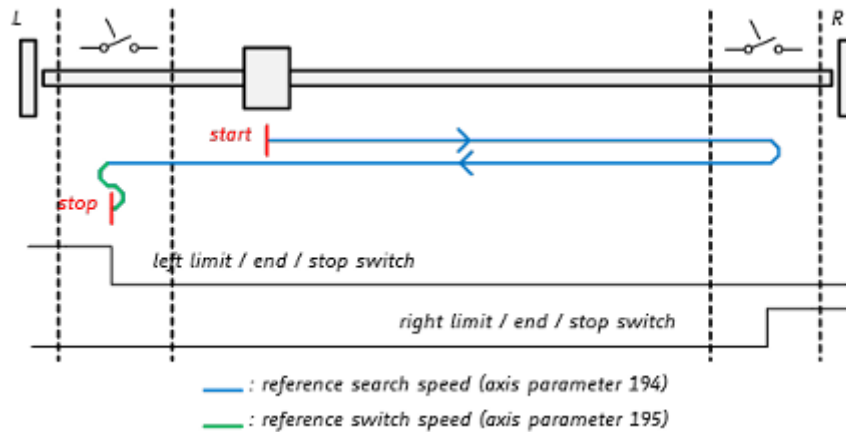 L
R
start
stop
left limit / end / stop switch
right limit / end / stop switch
: reference search speed (axis parameter 194)
: reference switch speed (axis parameter 195)